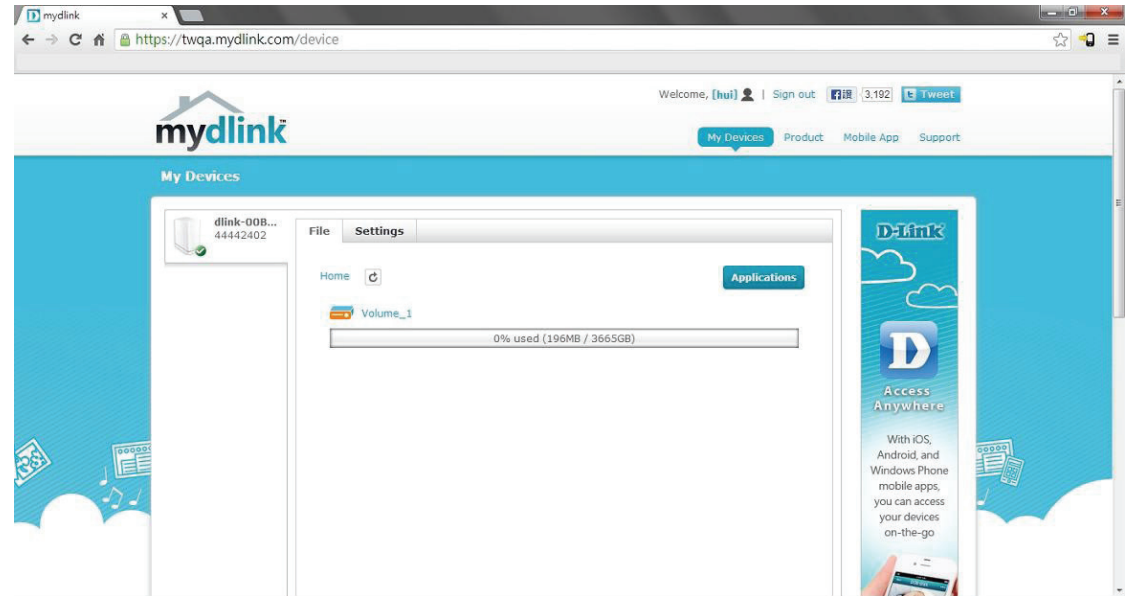 mydlink
https://twqa.mydlink.com/device
Welcome, [hui] | Sign out 讚 3,192 Tweet
mydlink
My Devices Product Mobile App Support
My Devices
dlink-00B...
44442402
File Settings
Home Applications
Volume_1
0% used (196MB / 3665GB)
D-Link
D
Access
Anywhere
With iOS,
Android, and
Windows Phone
mobile apps,
you can access
your devices
on-the-go